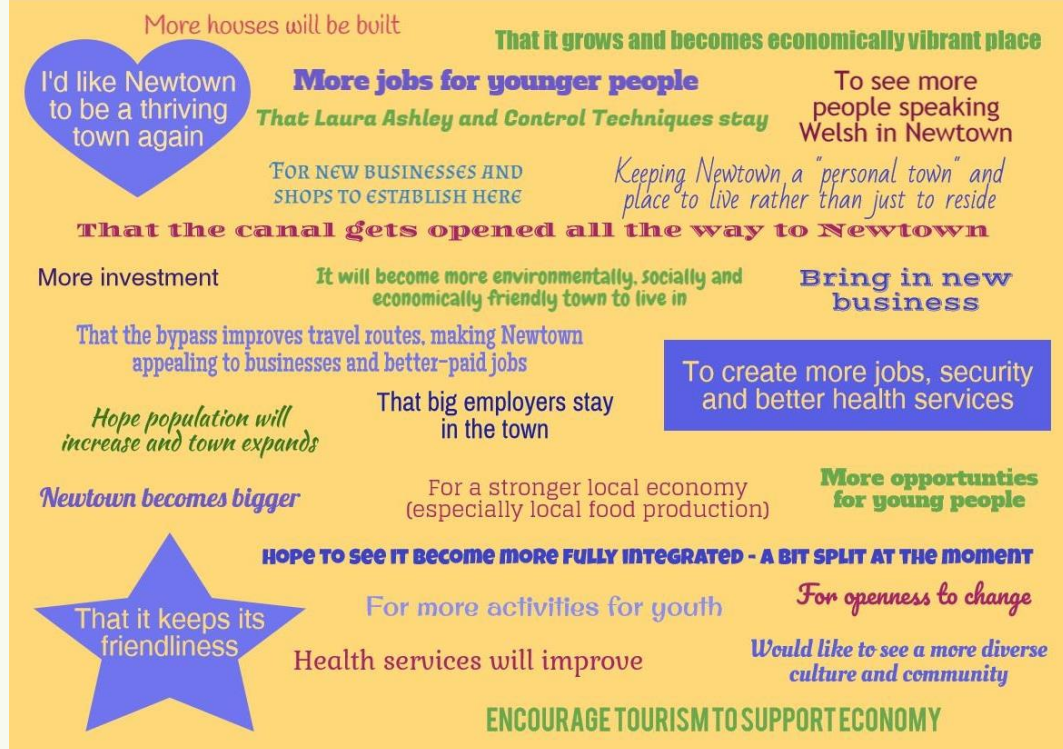 More houses will be built
That it grows and becomes economically vibrant place
I'd like Newtown
to be a thriving
town again
More jobs for younger people
To see more
people speaking
Welsh in Newtown
That Laura Ashley and Control Techniques stay
FOR NEW BUSINESSES AND
SHOPS TO ESTABLISH HERE
Keeping Newtown a "personal town" and
place to live rather than just to reside
That the canal gets opened all the way to Newtown
More investment
It will become more environmentally, socially and
economically friendly town to live in
Bring in new
business
That the bypass improves travel routes, making Newtown
appealing to businesses and better-paid jobs
To create more jobs, security
and better health services
Hope population will
increase and town expands
That big employers stay
in the town
Newtown becomes bigger
For a stronger local economy
(especially local food production)
More opportunties
for young people
HOPE TO SEE IT BECOME MORE FULLY INTEGRATED - A BIT SPLIT AT THE MOMENT
That it keeps its
friendliness
For more activities for youth
For openness to change
Health services will improve
Would like to see a more diverse
culture and community
ENCOURAGE TOURISM TO SUPPORT ECONOMY